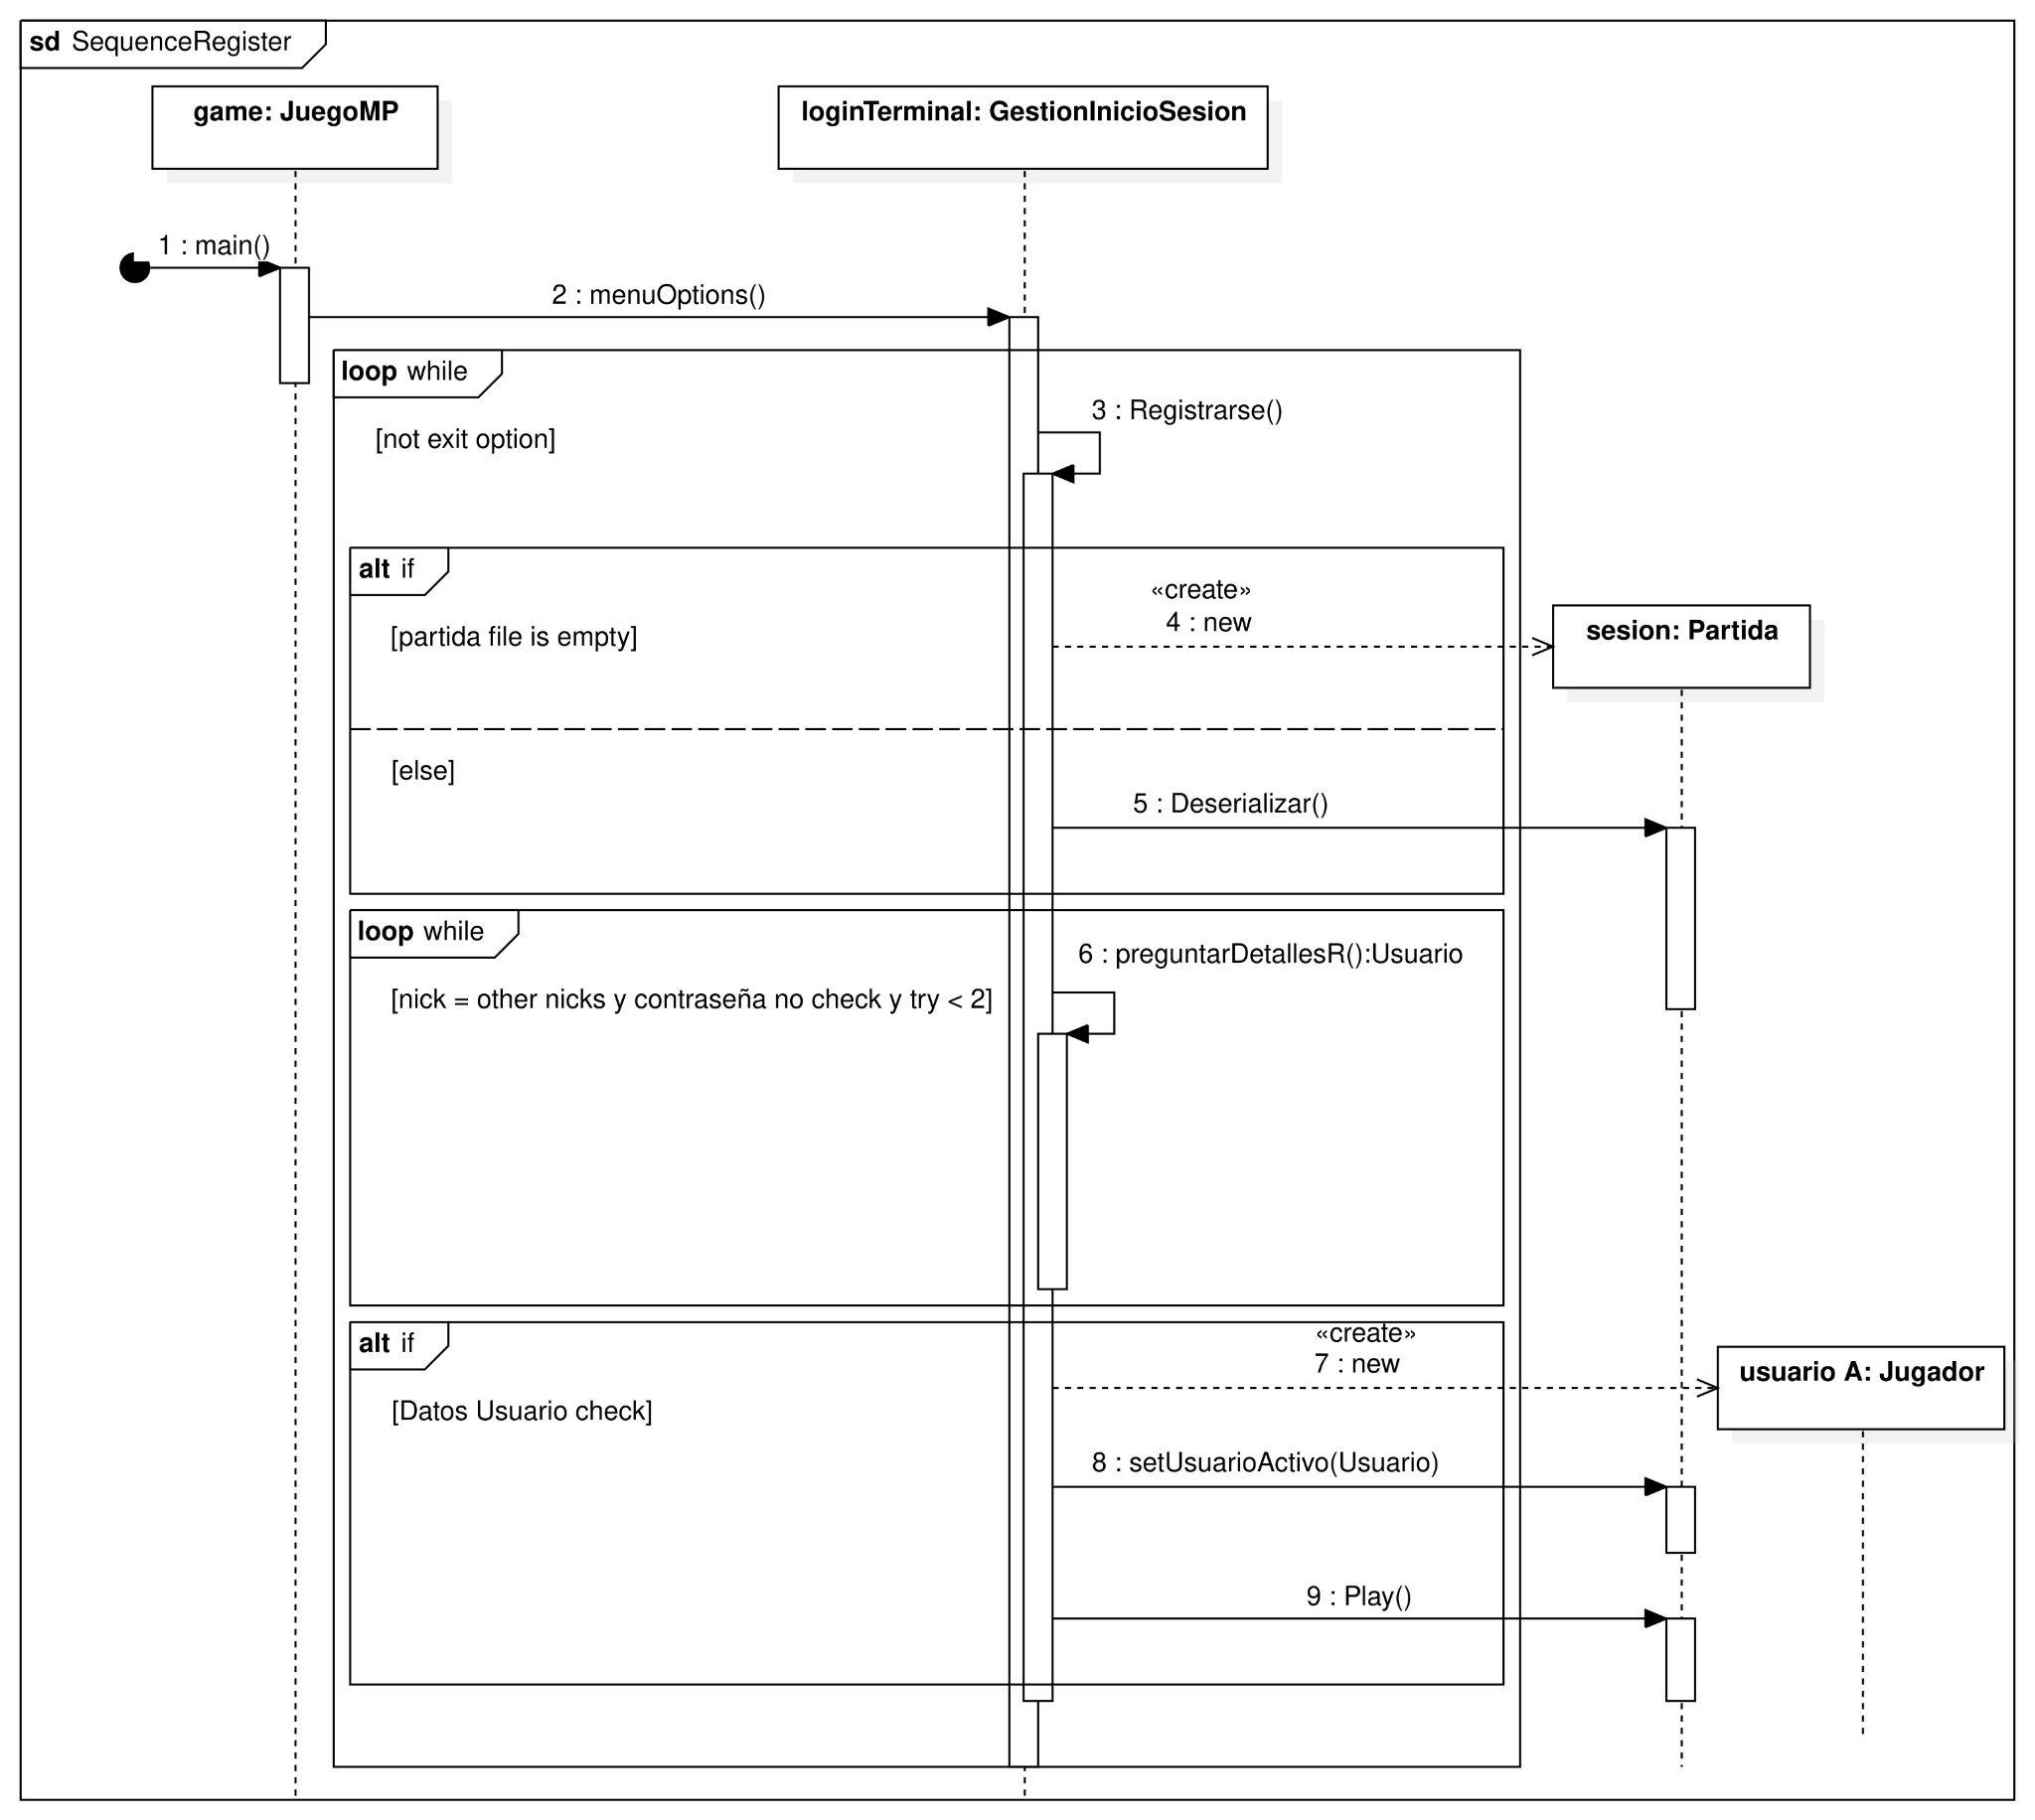 sd SequenceRegister
game: JuegoMP
loginTerminal: GestionInicioSesion
1 : main()
2 : menuOptions()
loop while
[not exit option]
3 : Registrarse()
alt if
[partida file is empty]
«create»
4 : new
sesion: Partida
[else]
5 : Deserializar()
loop while
[nick = other nicks y contraseña no check y try < 2]
6 : preguntarDetallesR():Usuario
alt if
[Datos Usuario check]
«create»
7 : new
usuario A: Jugador
8 : setUsuarioActivo(Usuario)
9 : Play()